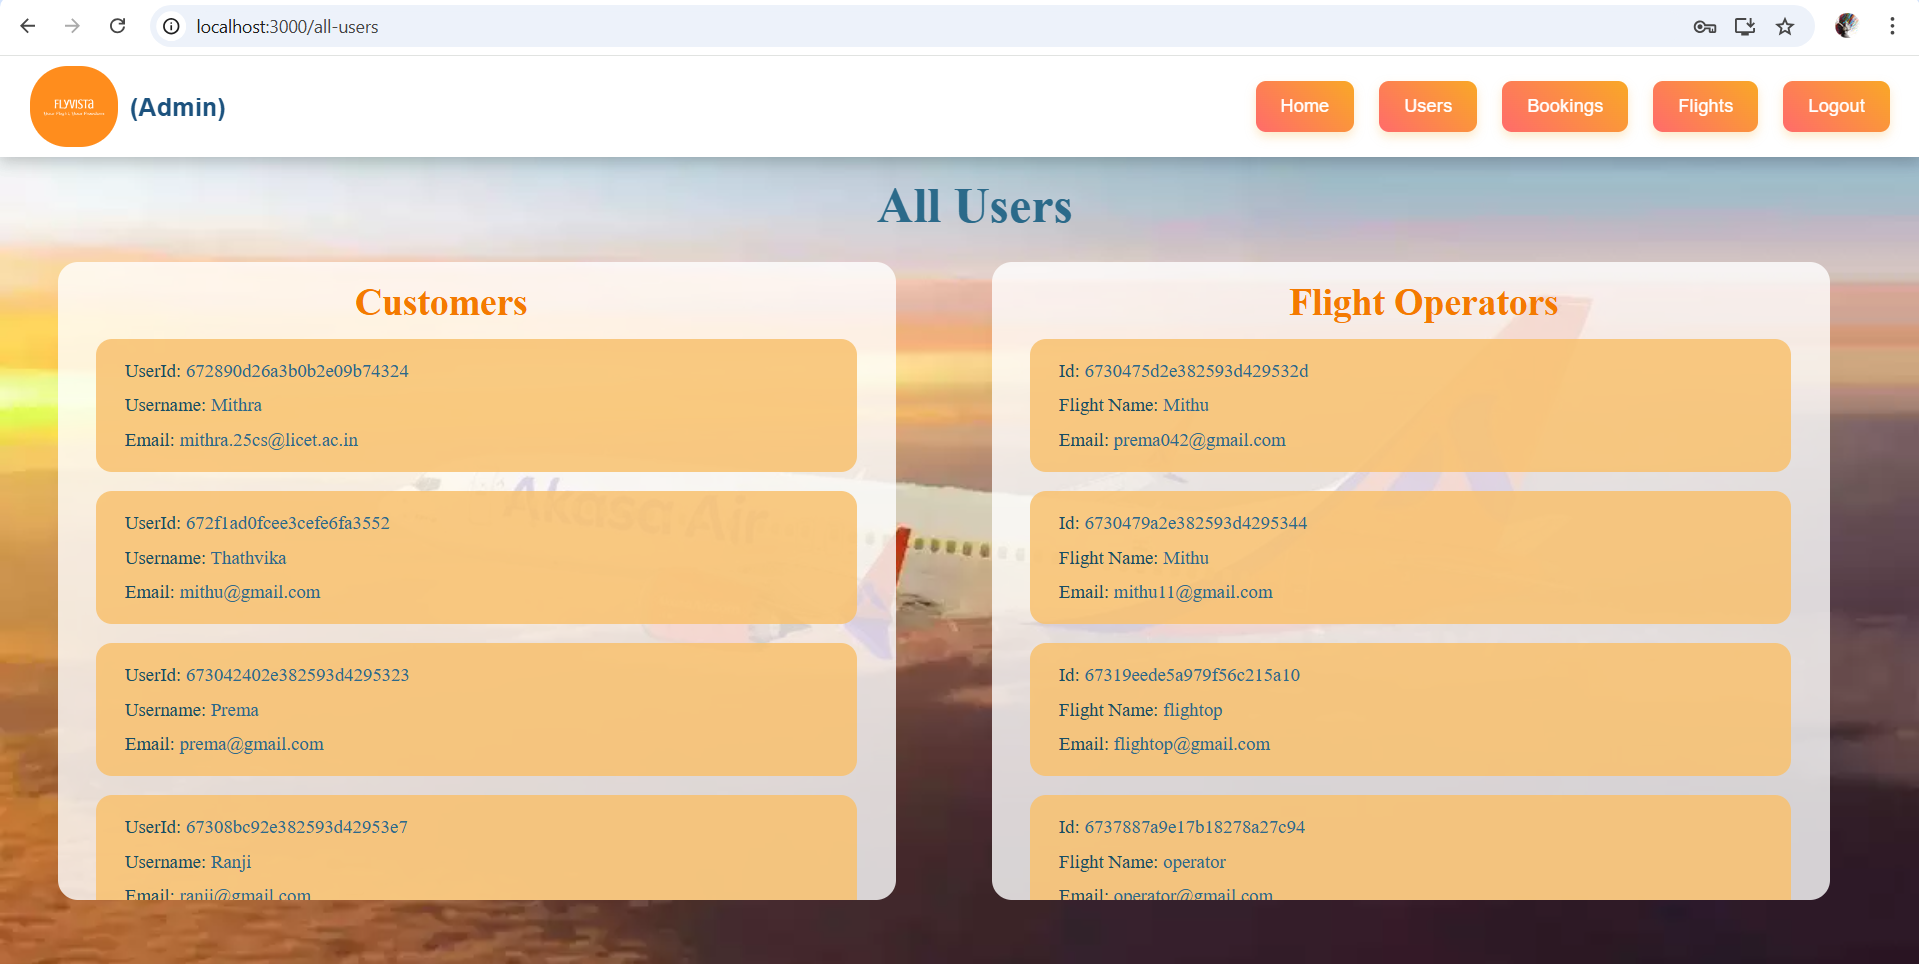 localhost:3000/all-users
FLYVISTA
(Admin)
Home
Users
Bookings
Flights
Logout
All Users
Customers
UserId: 672890d26a3b0b2e09b74324
Username: Mithra
Email: mithra.25cs@licet.ac.in
UserId: 672f1ad0fcee3cefe6fa3552
Username: Thathvika
Email: mithu@gmail.com
UserId: 673042402e382593d4295323
Username: Prema
Email: prema@gmail.com
UserId: 67308bc92e382593d42953e7
Username: Ranji
Email: ranji@gmail.com
Flight Operators
Id: 6730475d2e382593d429532d
Flight Name: Mithu
Email: prema042@gmail.com
Id: 6730479a2e382593d4295344
Flight Name: Mithu
Email: mithu11@gmail.com
Id: 67319eede5a979f56c215a10
Flight Name: flightop
Email: flightop@gmail.com
Id: 6737887a9e17b18278a27c94
Flight Name: operator
Email: operator@gmail.com
Akasa Air